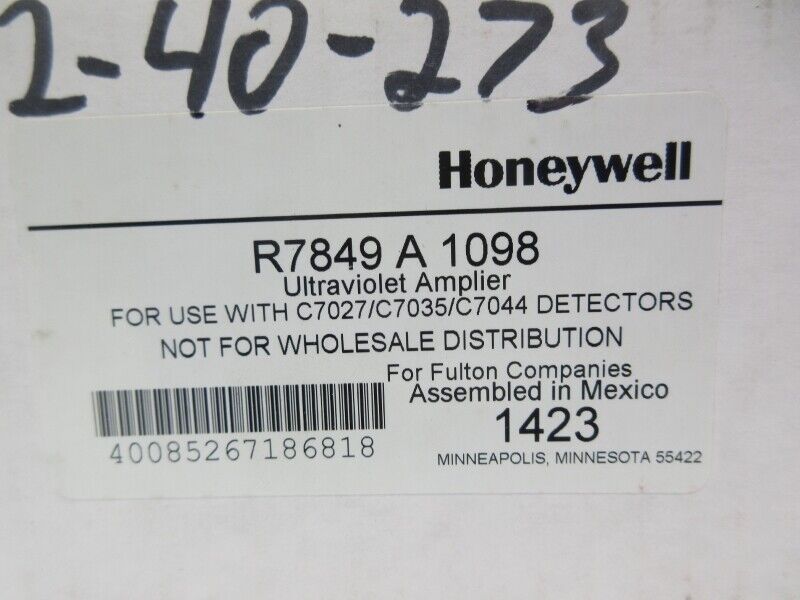 2-40-273
Honeywell
R7849 A 1098
Ultraviolet Amplier
FOR USE WITH C7027/C7035/C7044 DETECTORS
NOT FOR WHOLESALE DISTRIBUTION
For Fulton Companies
Assembled in Mexico
1423
40085267186818
MINNEAPOLIS, MINNESOTA 55422